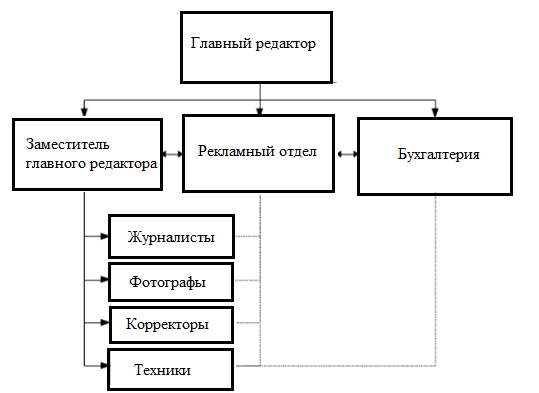 Главный редактор
Заместитель
главного редактора
Рекламный отдел
Бухгалтерия
Журналисты
Фотографы
Корректоры
Техники